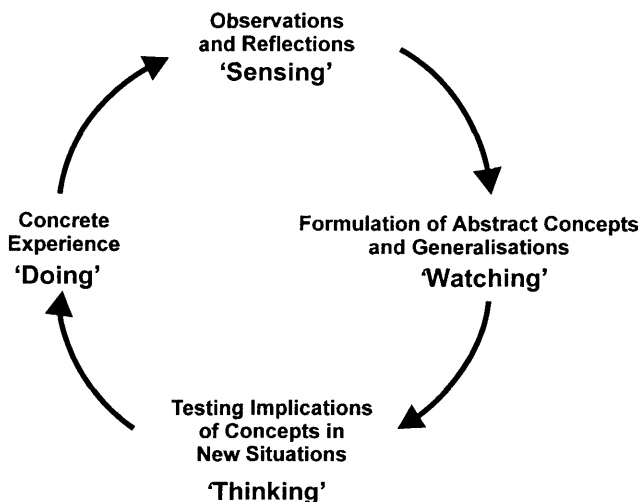 Observations
and Reflections
‘Sensing’
Formulation of Abstract Concepts
and Generalisations
‘Watching’
Concrete
Experience
‘Doing’
Testing Implications
of Concepts in
New Situations
‘Thinking’